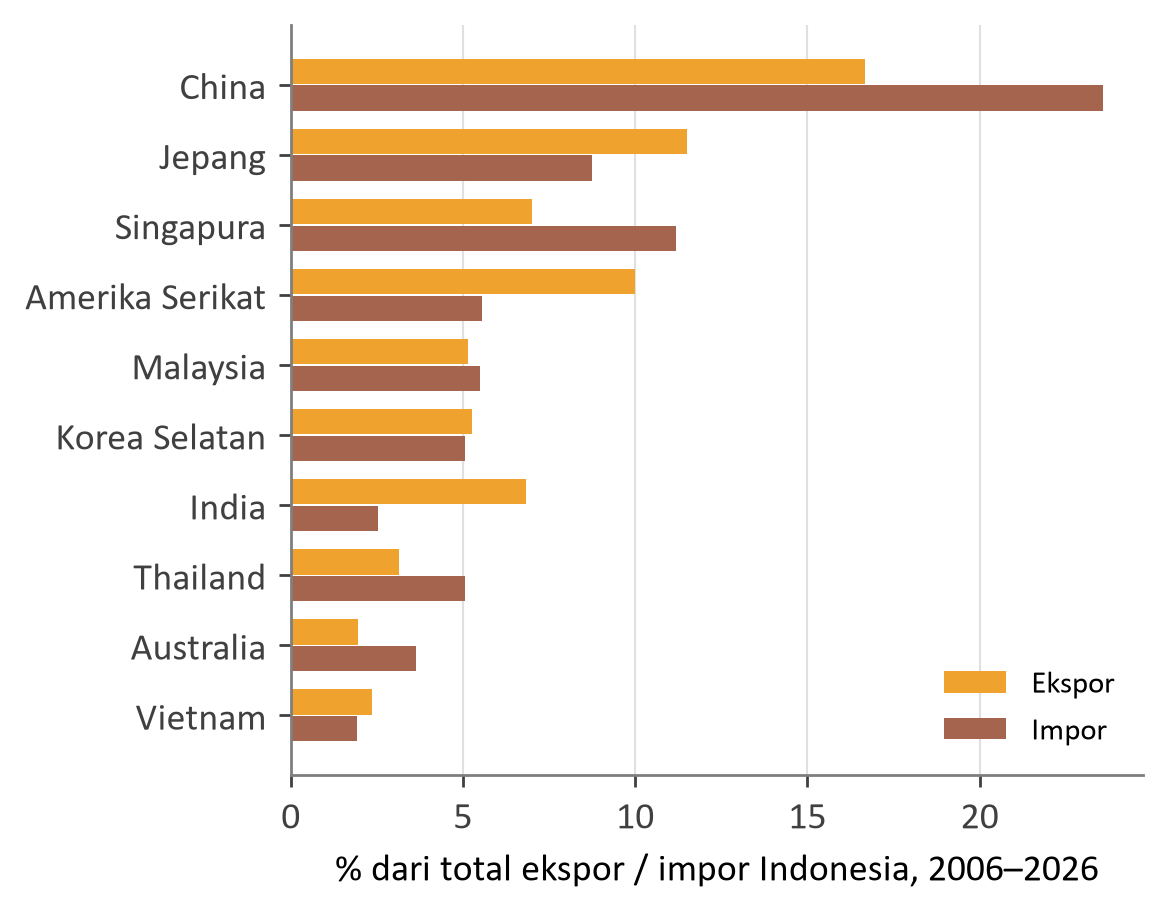 China
Jepang
Singapura
Amerika Serikat
Malaysia
Korea Selatan
India
Thailand
Australia
Vietnam
Ekspor
Impor
0 5 10 15 20
% dari total ekspor / impor Indonesia, 2006–2026